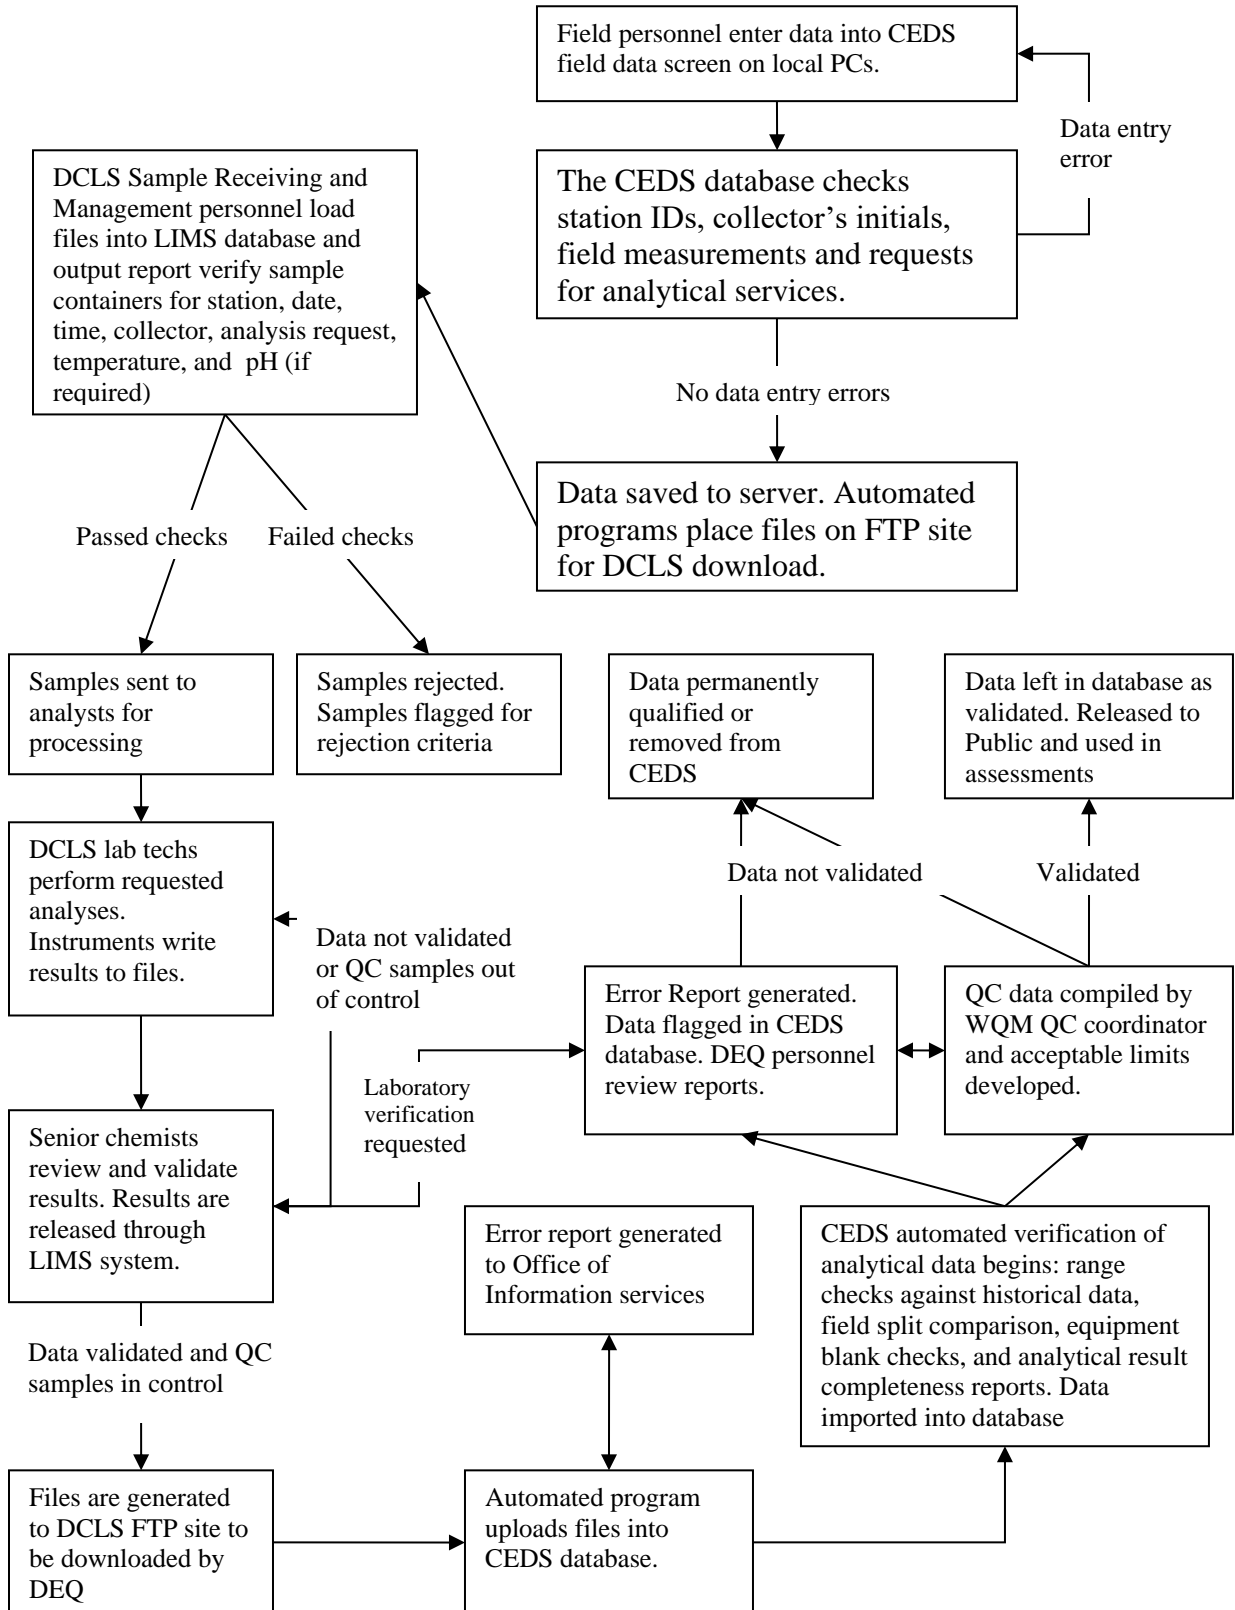 Field personnel enter data into CEDS
field data screen on local PCs.
Data entry
error
The CEDS database checks
station IDs, collector’s initials,
field measurements and requests
for analytical services.
DCLS Sample Receiving and
Management personnel load
files into LIMS database and
output report verify sample
containers for station, date,
time, collector, analysis request,
temperature, and pH (if
required)
No data entry errors
Data saved to server. Automated
programs place files on FTP site
for DCLS download.
Passed checks
Failed checks
Samples sent to
analysts for
processing
Samples rejected.
Samples flagged for
rejection criteria
Data permanently
qualified or
removed from
CEDS
Data left in database as
validated. Released to
Public and used in
assessments
DCLS lab techs
perform requested
analyses.
Instruments write
results to files.
Data not validated
Validated
Data not validated
or QC samples out
of control
Error Report generated.
Data flagged in CEDS
database. DEQ personnel
review reports.
QC data compiled by
WQM QC coordinator
and acceptable limits
developed.
Laboratory
verification
requested
Senior chemists
review and validate
results. Results are
released through
LIMS system.
Error report generated
to Office of
Information services
CEDS automated verification of
analytical data begins: range
checks against historical data,
field split comparison, equipment
blank checks, and analytical result
completeness reports. Data
imported into database
Data validated and QC
samples in control
Files are generated
to DCLS FTP site to
be downloaded by
DEQ
Automated program
uploads files into
CEDS database.